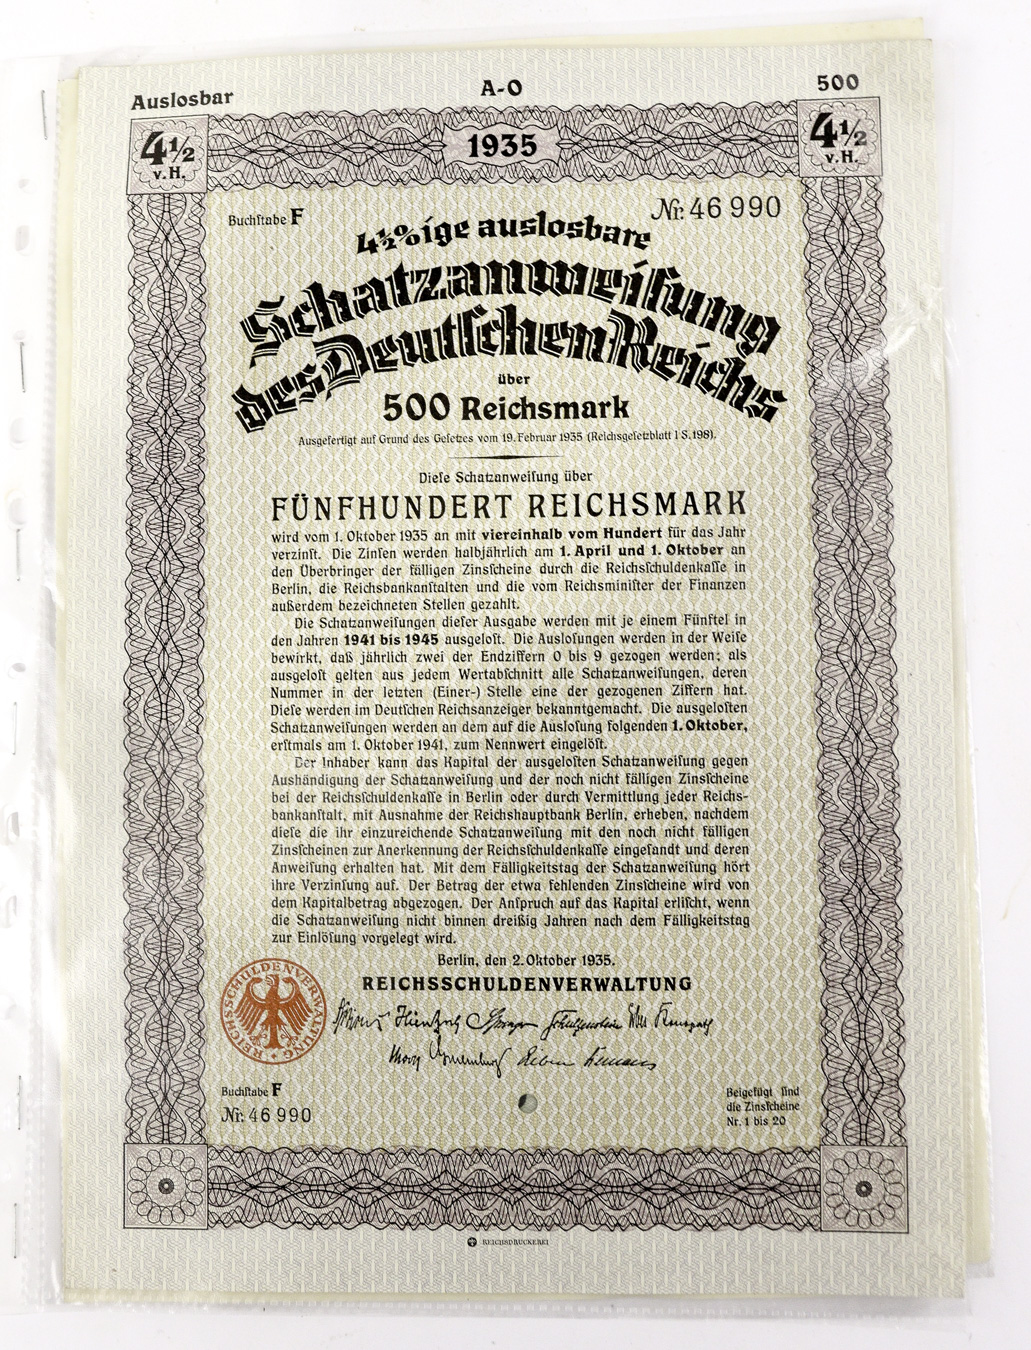 Auslosbar
A-O
500
4½
v.H.
1935
4½
v.H.
Buchſtabe F
Nr. 46 990
4½%ige auslosbare
Schatzanweiſung
des Deutſchen Reichs
über
500 Reichsmark
Ausgefertigt auf Grund des Geſetzes vom 19. Februar 1935 (Reichsgeſetzblatt I S. 198).
Dieſe Schatzanweiſung über
FÜNFHUNDERT REICHSMARK
wird vom 1. Oktober 1935 an mit viereinhalb vom Hundert für das Jahr
verzinſt. Die Zinſen werden halbjährlich am 1. April und 1. Oktober an
den Überbringer der fälligen Zinsſcheine durch die Reichsſchuldenkaſſe in
Berlin, die Reichsbankanſtalten und die vom Reichsminiſter der Finanzen
außerdem bezeichneten Stellen gezahlt.
Die Schatzanweiſungen dieſer Ausgabe werden mit je einem Fünftel in
den Jahren 1941 bis 1945 ausgeloſt. Die Ausloſungen werden in der Weiſe
bewirkt, daß jährlich zwei der Endziffern 0 bis 9 gezogen werden; als
ausgeloſt gelten aus jedem Wertabſchnitt alle Schatzanweiſungen, deren
Nummer in der letzten (Einer-) Stelle eine der gezogenen Ziffern hat.
Dieſe werden im Deutſchen Reichsanzeiger bekanntgemacht. Die ausgeloſten
Schatzanweiſungen werden an dem auf die Ausloſung folgenden 1. Oktober,
erſtmals am 1. Oktober 1941, zum Nennwert eingelöſt.
Der Inhaber kann das Kapital der ausgeloſten Schatzanweiſung gegen
Aushändigung der Schatzanweiſung und der noch nicht fälligen Zinsſcheine
bei der Reichsſchuldenkaſſe in Berlin oder durch Vermittlung jeder Reichs-
bankanſtalt, mit Ausnahme der Reichshauptbank Berlin, erheben, nachdem
dieſe die ihr einzureichende Schatzanweiſung mit den noch nicht fälligen
Zinsſcheinen zur Anerkennung der Reichsſchuldenkaſſe eingeſandt und deren
Anweiſung erhalten hat. Mit dem Fälligkeitstag der Schatzanweiſung hört
ihre Verzinſung auf. Der Betrag der etwa fehlenden Zinsſcheine wird von
dem Kapitalbetrag abgezogen. Der Anſpruch auf das Kapital erliſcht, wenn
die Schatzanweiſung nicht binnen dreißig Jahren nach dem Fälligkeitstag
zur Einlöſung vorgelegt wird.
Berlin, den 2. Oktober 1935.
REICHSSCHULDENVERWALTUNG
REICHSSCHULDENVERWALTUNG
Buchſtabe F
Nr. 46 990
Beigefügt ſind
die Zinsſcheine
Nr. 1 bis 20
REICHSDRUCKEREI